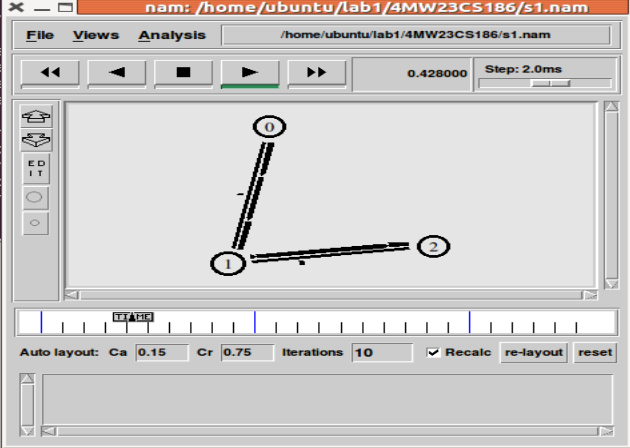 nam: /home/ubuntu/lab1/4MW23CS186/s1.nam
File Views Analysis /home/ubuntu/lab1/4MW23CS186/s1.nam
0.428000 Step: 2.0ms
0
ED
IT
2
1
TIME
Auto layout: Ca 0.15 Cr 0.75 Iterations 10 Recalc re-layout reset